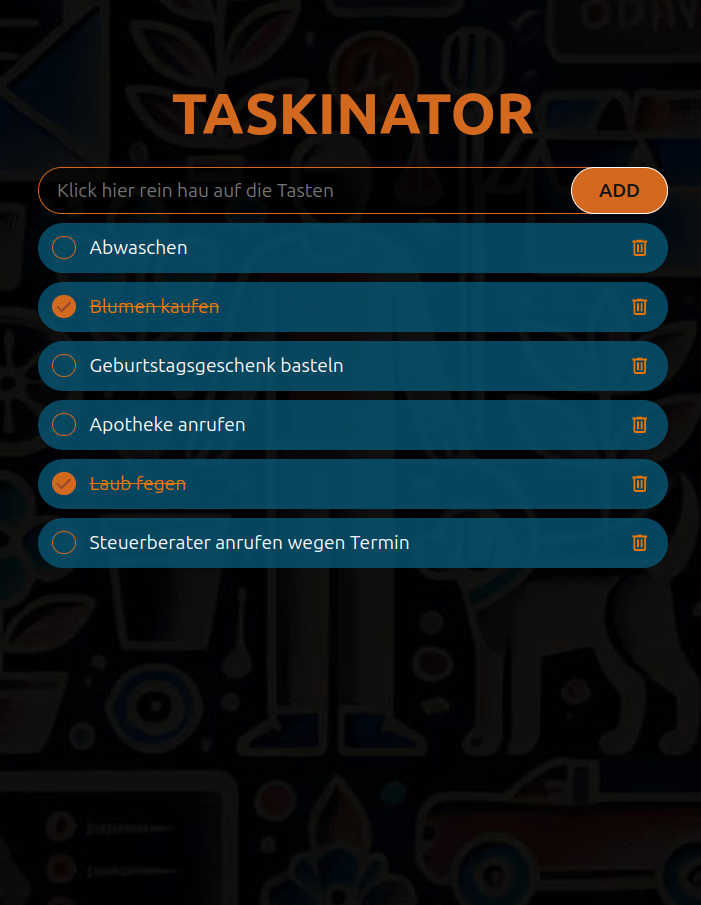 ODAY
TASKINATOR
Klick hier rein hau auf die Tasten
ADD
Abwaschen
Blumen kaufen
Geburtstagsgeschenk basteln
Apotheke anrufen
Laub fegen
Steuerberater anrufen wegen Termin